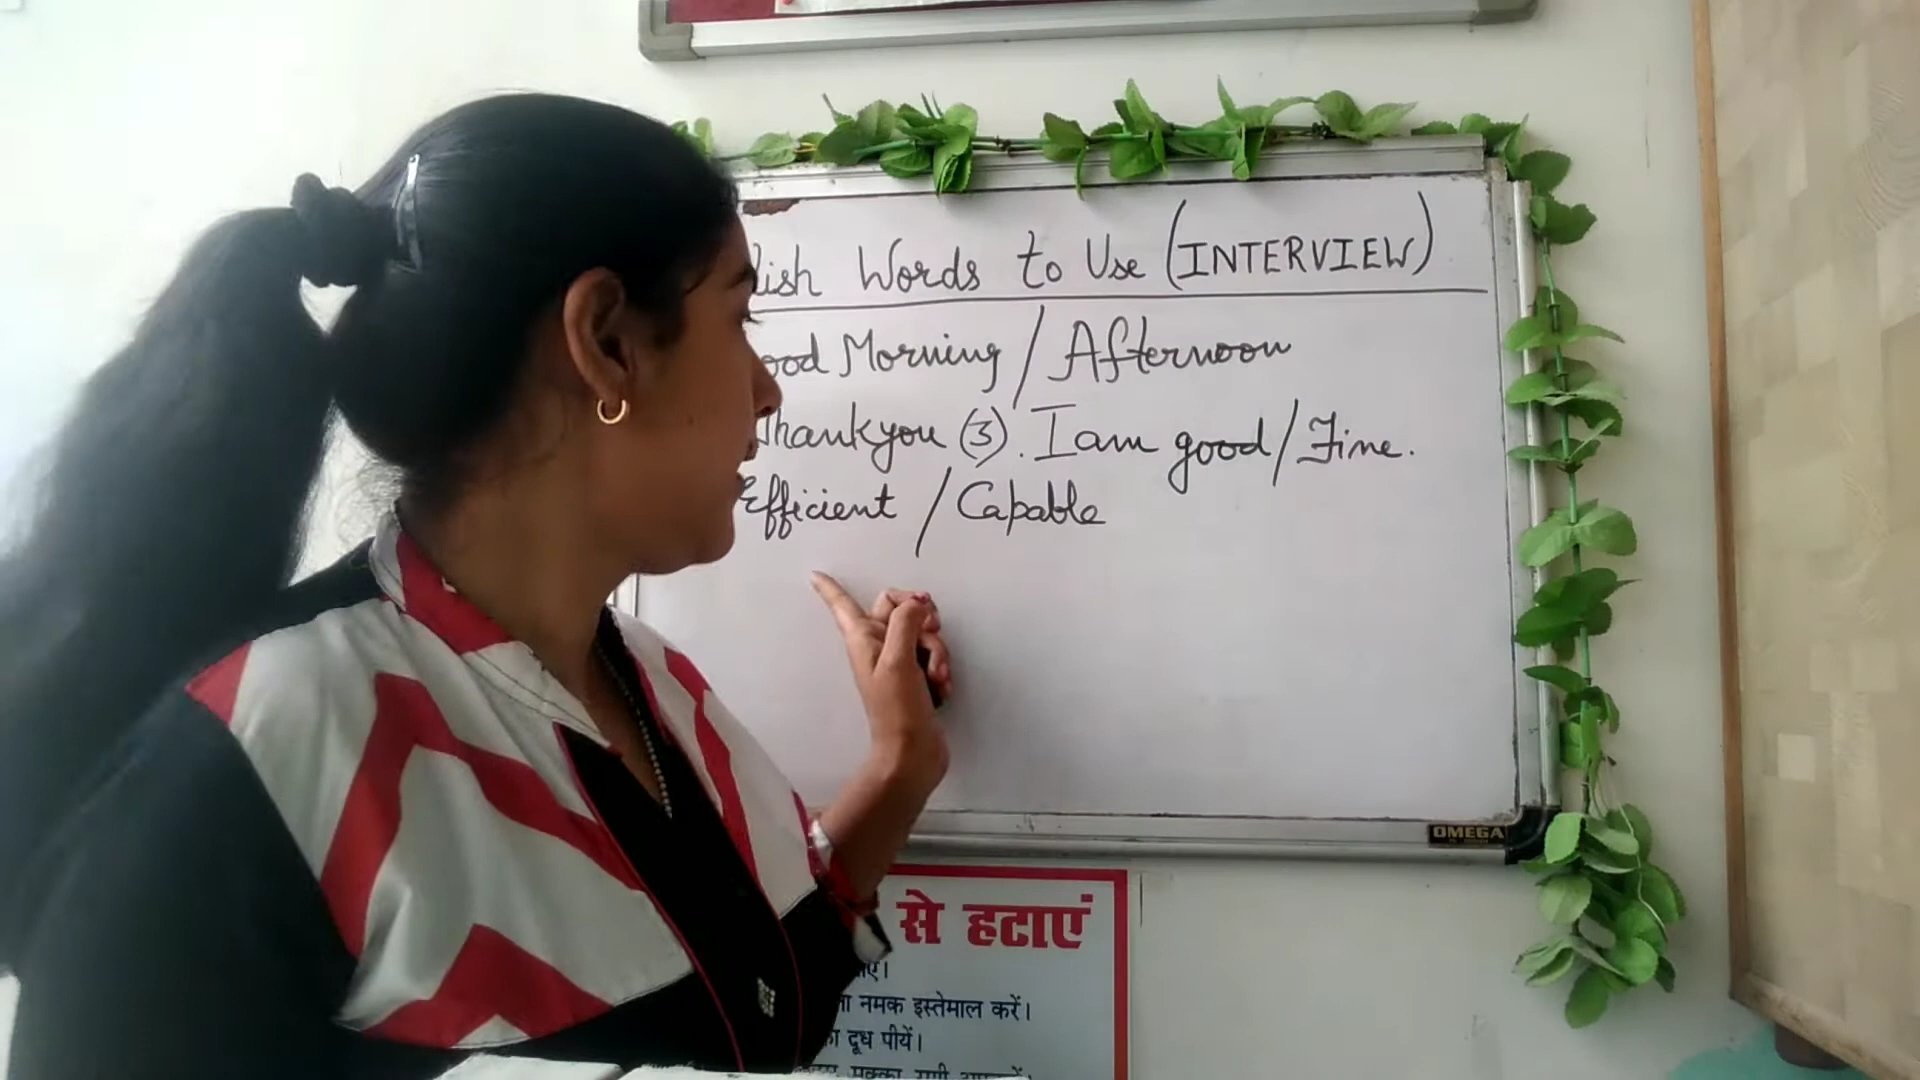 lish Words to Use (INTERVIEW)
ood Morning / Afternoon
Thankyou (3). I am good / Fine.
Efficient / Capable
OMEGA
से हटाएं
नमक इस्तेमाल करें।
दूध पीयें।